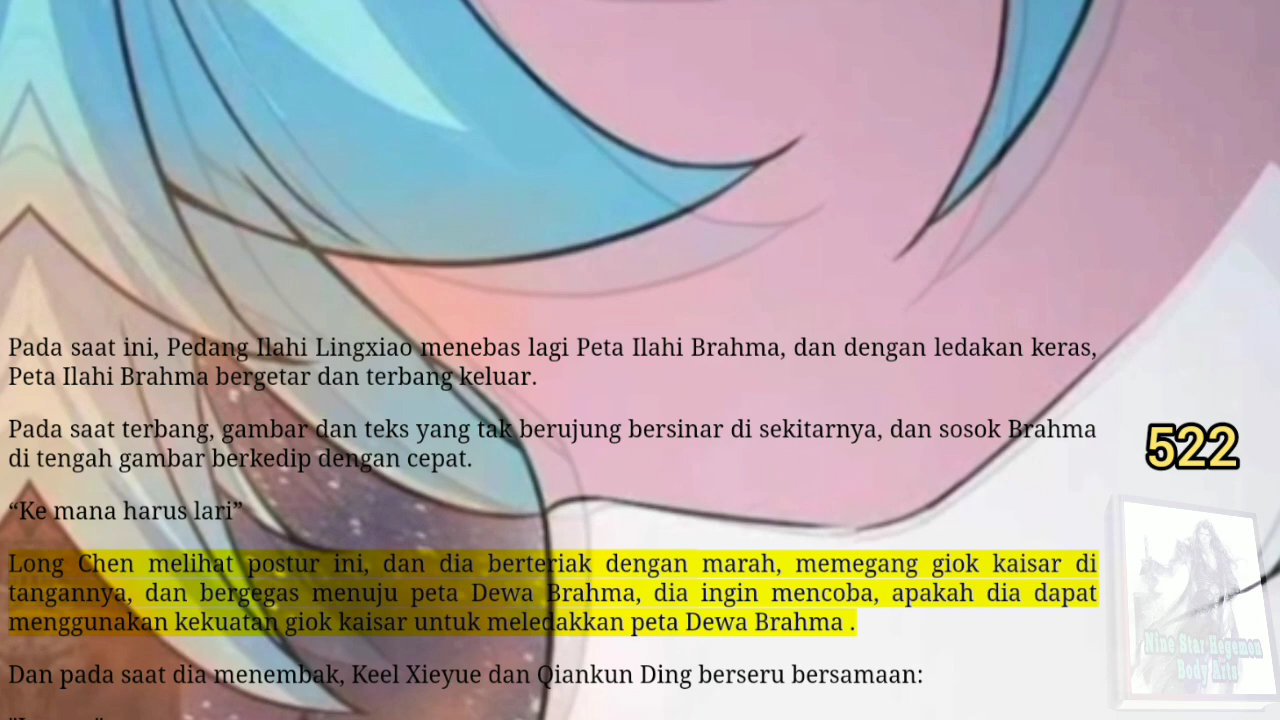 Pada saat ini, Pedang Ilahi Lingxiao menebas lagi Peta Ilahi Brahma, dan dengan ledakan keras,
Peta Ilahi Brahma bergetar dan terbang keluar.
Pada saat terbang, gambar dan teks yang tak berujung bersinar di sekitarnya, dan sosok Brahma
di tengah gambar berkedip dengan cepat.
“Ke mana harus lari”
Long Chen melihat postur ini, dan dia berteriak dengan marah, memegang giok kaisar di
tangannya, dan bergegas menuju peta Dewa Brahma, dia ingin mencoba, apakah dia dapat
menggunakan kekuatan giok kaisar untuk meledakkan peta Dewa Brahma .
Dan pada saat dia menembak, Keel Xieyue dan Qiankun Ding berseru bersamaan:
522
Nine Star Hegemon
Body Arts